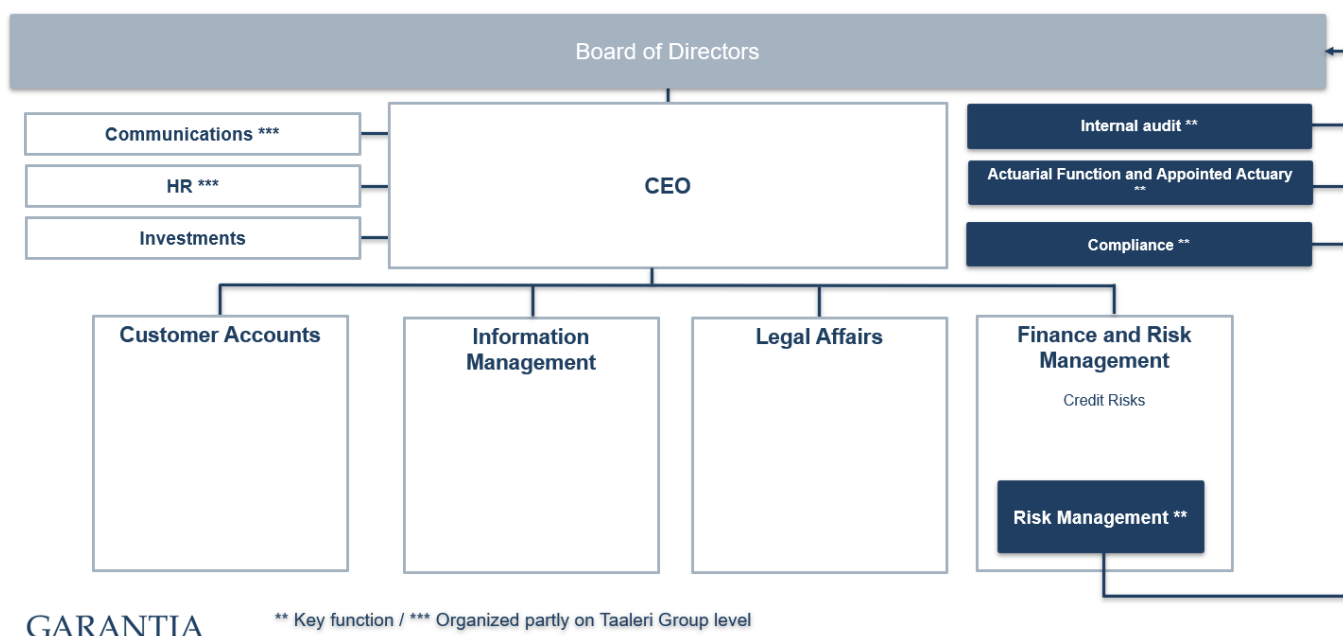 Board of Directors
Communications ***
HR ***
Investments
CEO
Internal audit **
Actuarial Function and Appointed Actuary
**
Compliance **
Customer Accounts
Information
Management
Legal Affairs
Finance and Risk
Management
Credit Risks
Risk Management **
GARANTIA
** Key function / *** Organized partly on Taaleri Group level